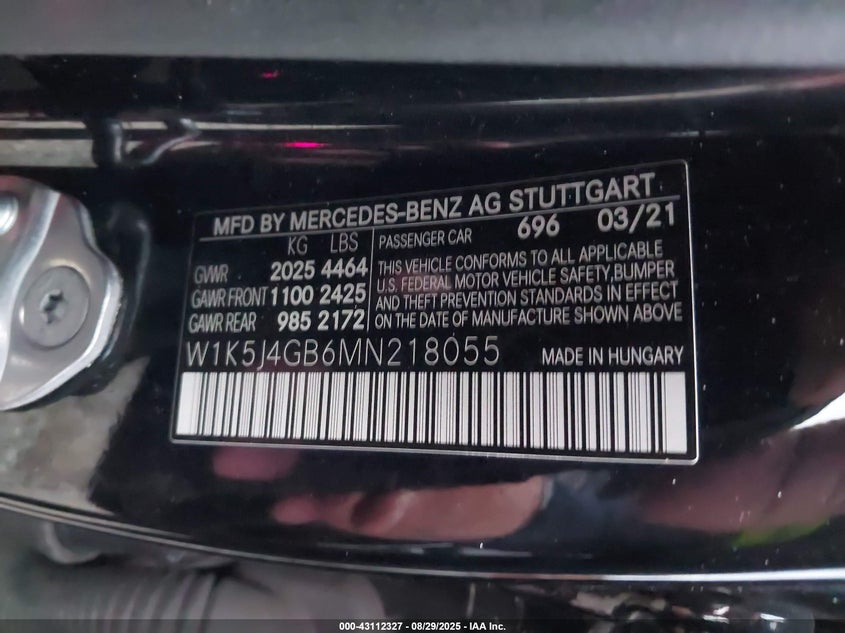 MFD BY MERCEDES-BENZ AG STUTTGART
KG LBS
PASSENGER CAR 696 03/21
GVWR 2025 4464
GAWR FRONT 1100 2425
GAWR REAR 985 2172
THIS VEHICLE CONFORMS TO ALL APPLICABLE
U.S. FEDERAL MOTOR VEHICLE SAFETY,BUMPER
AND THEFT PREVENTION STANDARDS IN EFFECT
ON THE DATE OF MANUFACTURE SHOWN ABOVE
W1K5J4GB6MN218055 MADE IN HUNGARY
000-43112327 - 08/29/2025 - IAA Inc.